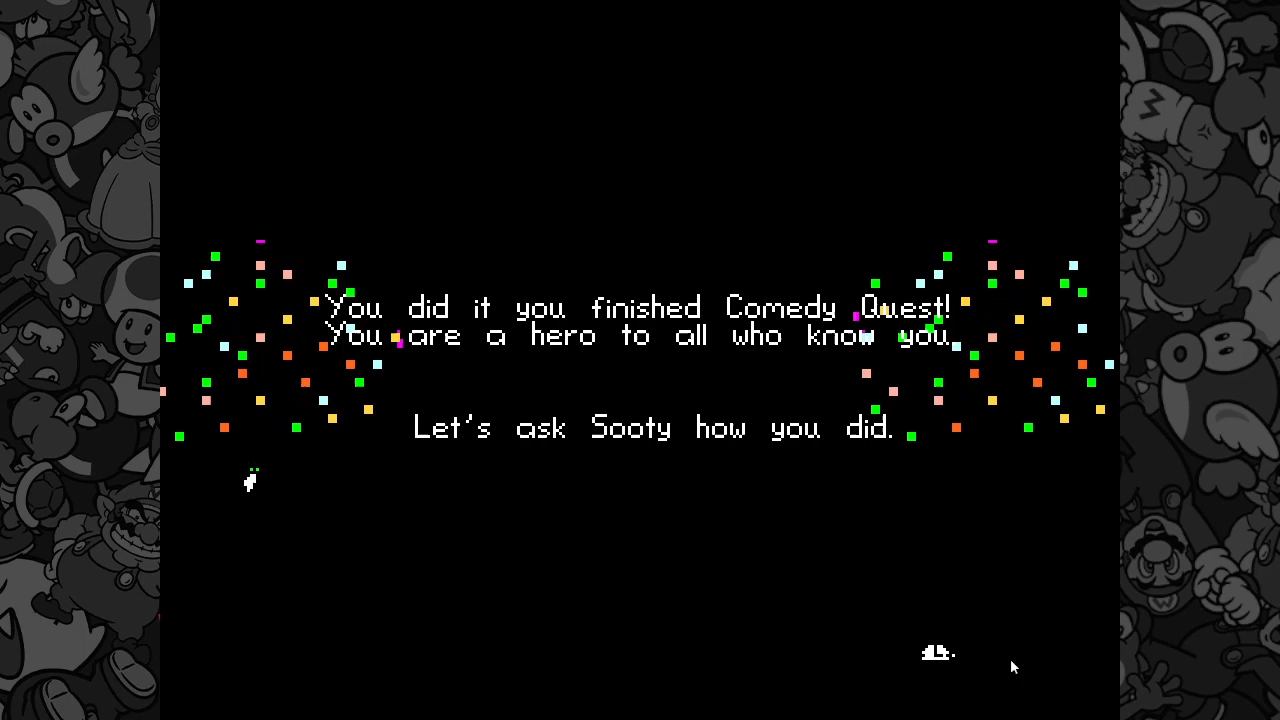 You did it you finished Comedy Quest!
You are a hero to all who know you.
Let's ask Sooty how you did.